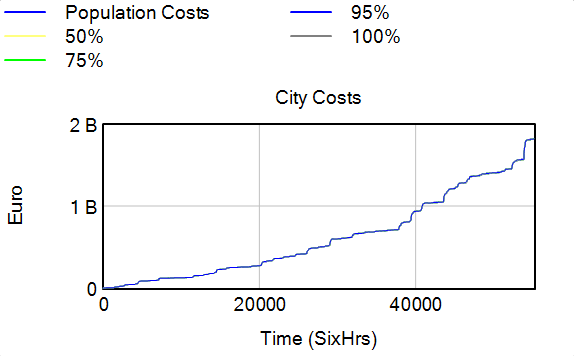 Population Costs
50%
75%
95%
100%
City Costs
2 B
1 B
0
Euro
0
20000
40000
Time (SixHrs)